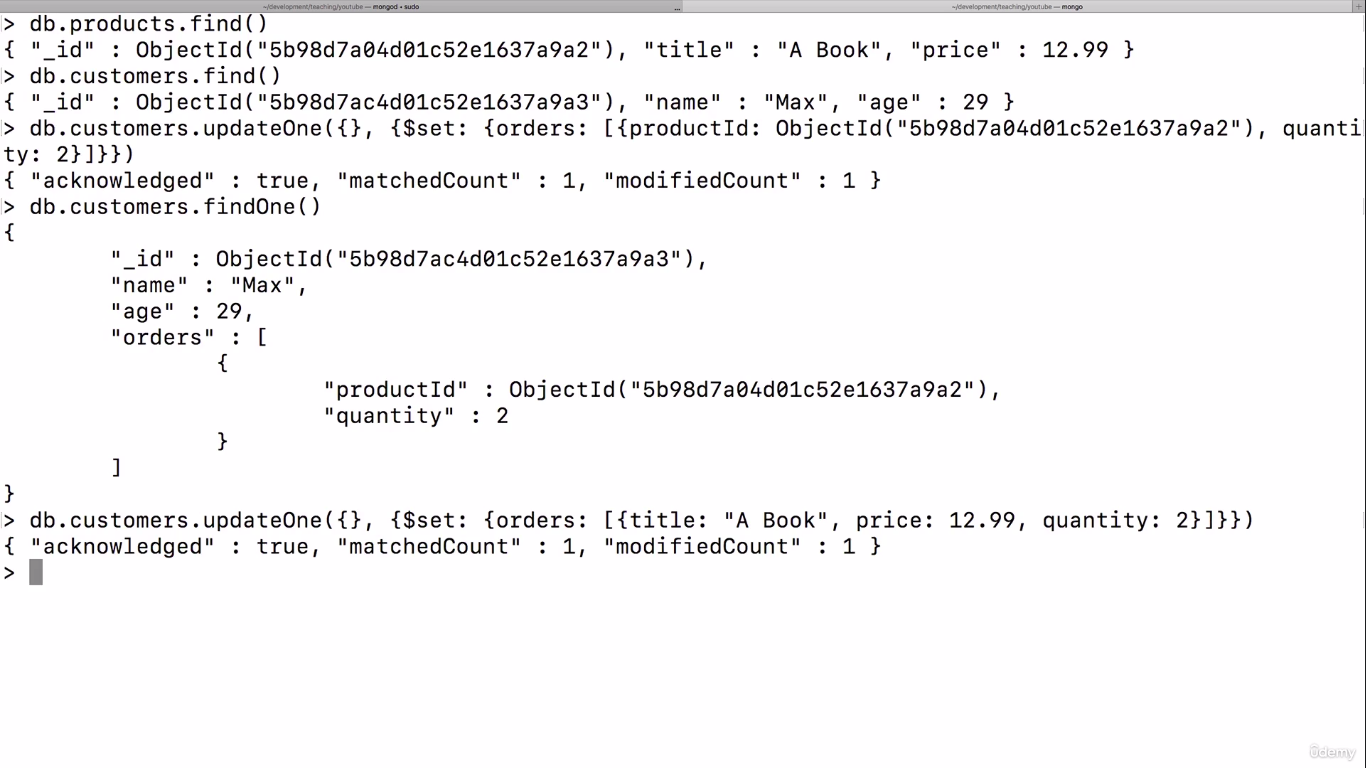 ~/development/teaching/youtube — mongod • sudo ... ~/development/teaching/youtube — mongo +
> db.products.find()
{ "_id" : ObjectId("5b98d7a04d01c52e1637a9a2"), "title" : "A Book", "price" : 12.99 }
> db.customers.find()
{ "_id" : ObjectId("5b98d7ac4d01c52e1637a9a3"), "name" : "Max", "age" : 29 }
> db.customers.updateOne({}, {$set: {orders: [{productId: ObjectId("5b98d7a04d01c52e1637a9a2"), quanti
ty: 2}]}})
{ "acknowledged" : true, "matchedCount" : 1, "modifiedCount" : 1 }
> db.customers.findOne()
{
"_id" : ObjectId("5b98d7ac4d01c52e1637a9a3"),
"name" : "Max",
"age" : 29,
"orders" : [
{
"productId" : ObjectId("5b98d7a04d01c52e1637a9a2"),
"quantity" : 2
}
]
}
> db.customers.updateOne({}, {$set: {orders: [{title: "A Book", price: 12.99, quantity: 2}]}})
{ "acknowledged" : true, "matchedCount" : 1, "modifiedCount" : 1 }
>
ûdemy